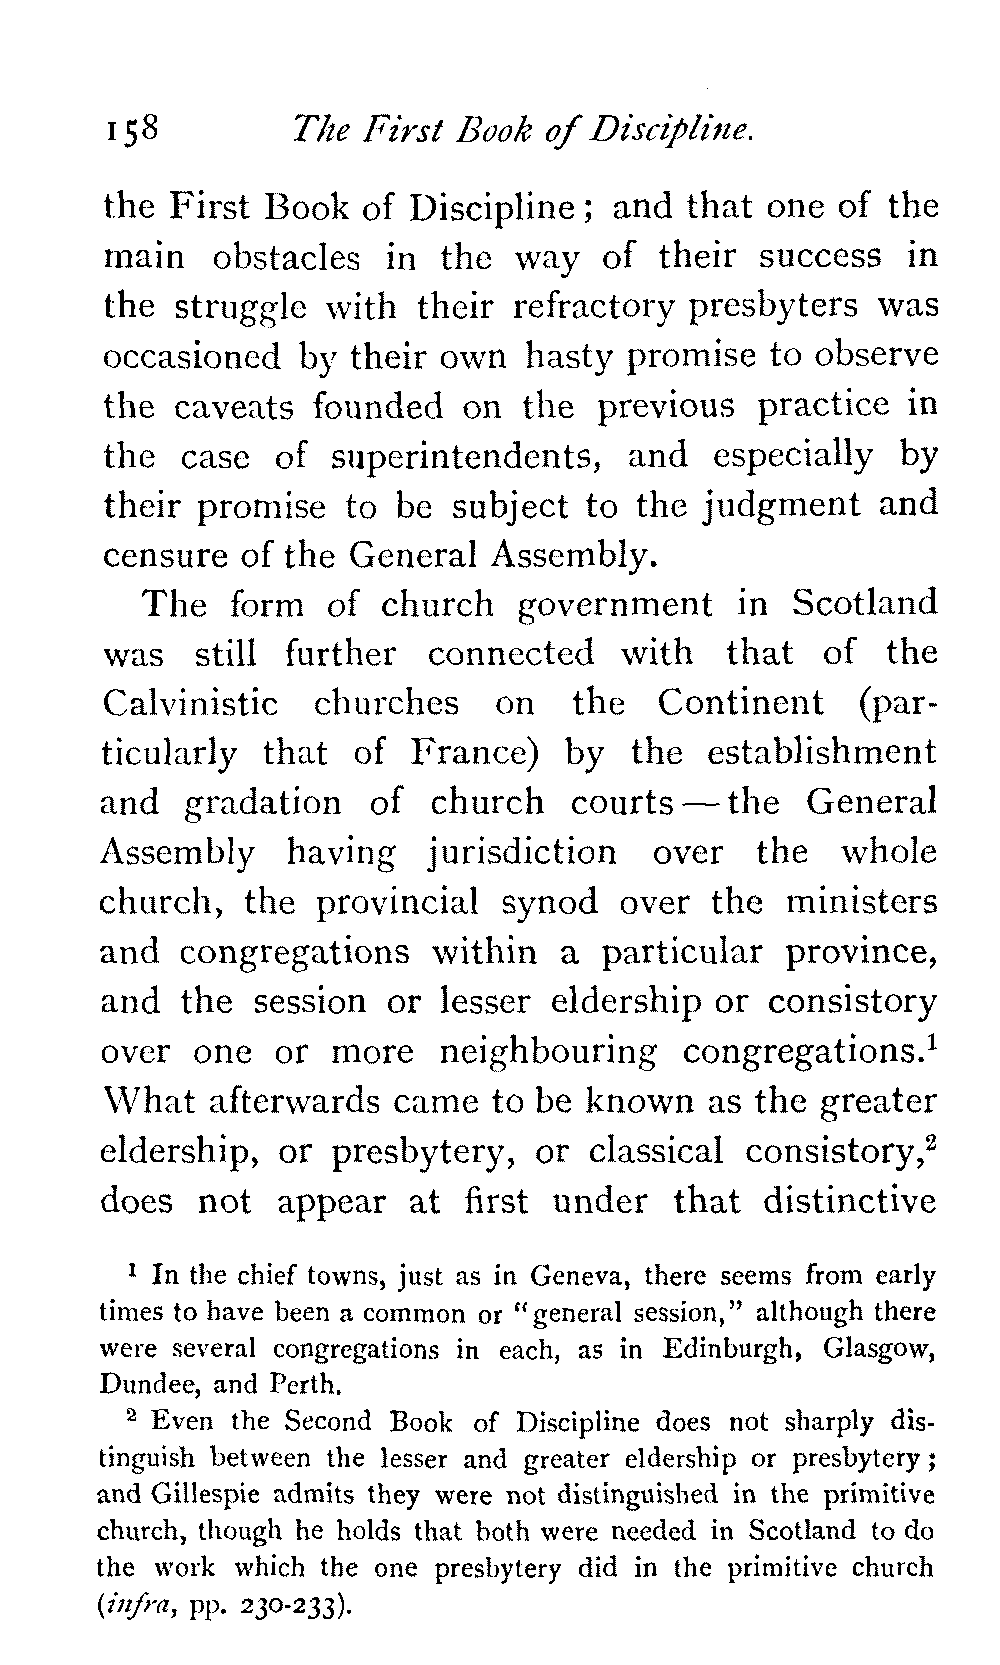 158 The First Book of Discipline.
the First Book of Discipline; and that one of the
main obstacles in the way of their success in
the struggle with their refractory presbyters was
occasioned by their own hasty promise to observe
the caveats founded on the previous practice in
the case of superintendents, and especially by
their promise to be subject to the judgment and
censure of the General Assembly.
The form of church government in Scotland
was still further connected with that of the
Calvinistic churches on the Continent (par-
ticularly that of France) by the establishment
and gradation of church courts—the General
Assembly having jurisdiction over the whole
church, the provincial synod over the ministers
and congregations within a particular province,
and the session or lesser eldership or consistory
over one or more neighbouring congregations.¹
What afterwards came to be known as the greater
eldership, or presbytery, or classical consistory,²
does not appear at first under that distinctive
¹ In the chief towns, just as in Geneva, there seems from early
times to have been a common or "general session," although there
were several congregations in each, as in Edinburgh, Glasgow,
Dundee, and Perth.
² Even the Second Book of Discipline does not sharply dis-
tinguish between the lesser and greater eldership or presbytery;
and Gillespie admits they were not distinguished in the primitive
church, though he holds that both were needed in Scotland to do
the work which the one presbytery did in the primitive church
(infra, pp. 230-233).